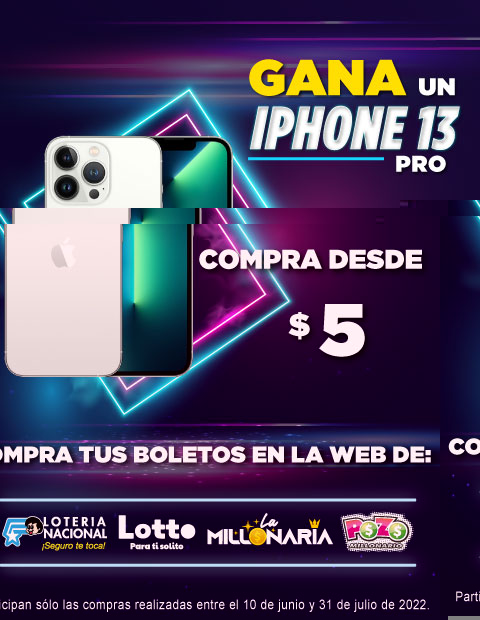 GANA UN
IPHONE 13
PRO
COMPRA DESDE
$ 5
OMPRA TUS BOLETOS EN LA WEB DE:
CO
LOTERIA
NACIONAL
¡Seguro te toca!
Lotto
Para ti solito
La
MILLONARIA
POZO
MILLONARIO
icipan sólo las compras realizadas entre el 10 de junio y 31 de julio de 2022.
Parti